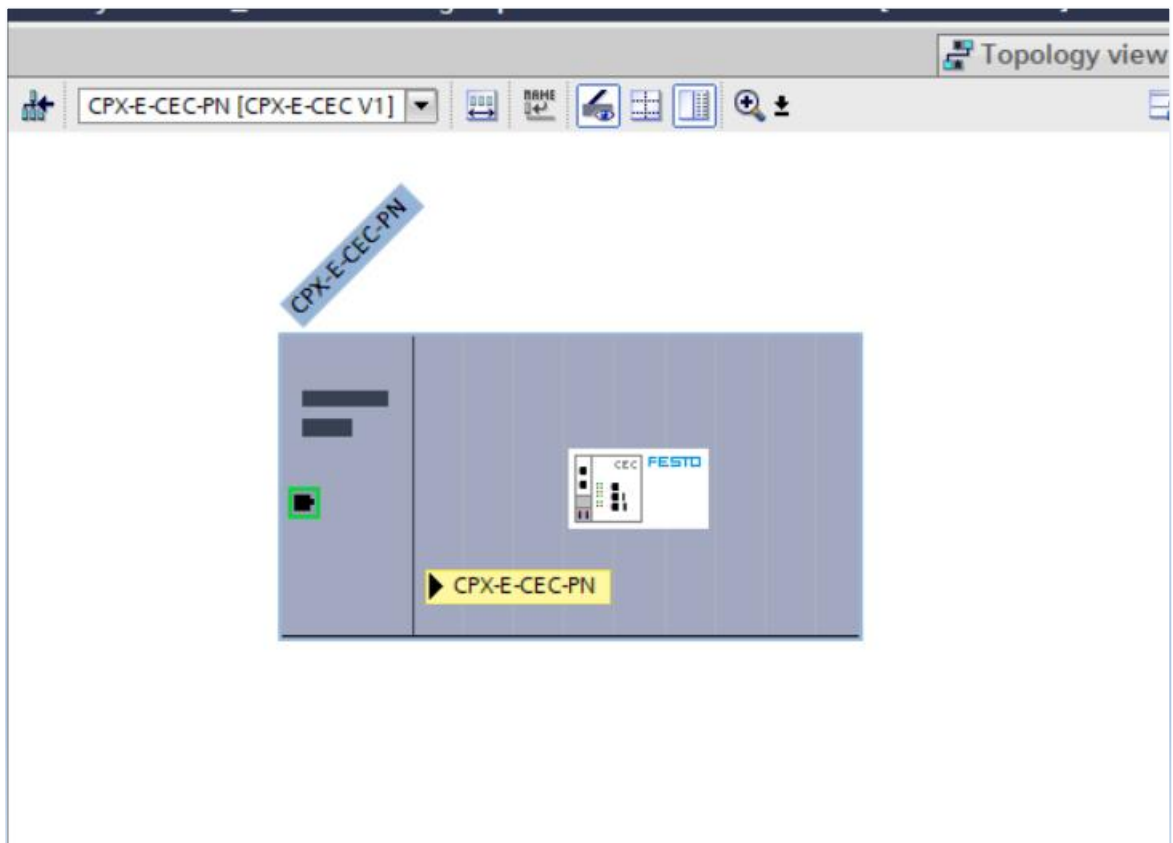 Topology view
CPX-E-CEC-PN [CPX-E-CEC V1]
NAME
CPX-E-CEC-PN
CEC FESTO
CPX-E-CEC-PN